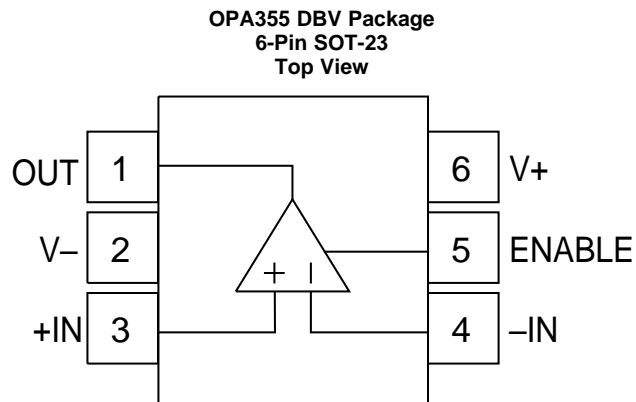 OPA355 DBV Package
6-Pin SOT-23
Top View
OUT 1 6 V+
V– 2 5 ENABLE
+ –
+IN 3 4 –IN